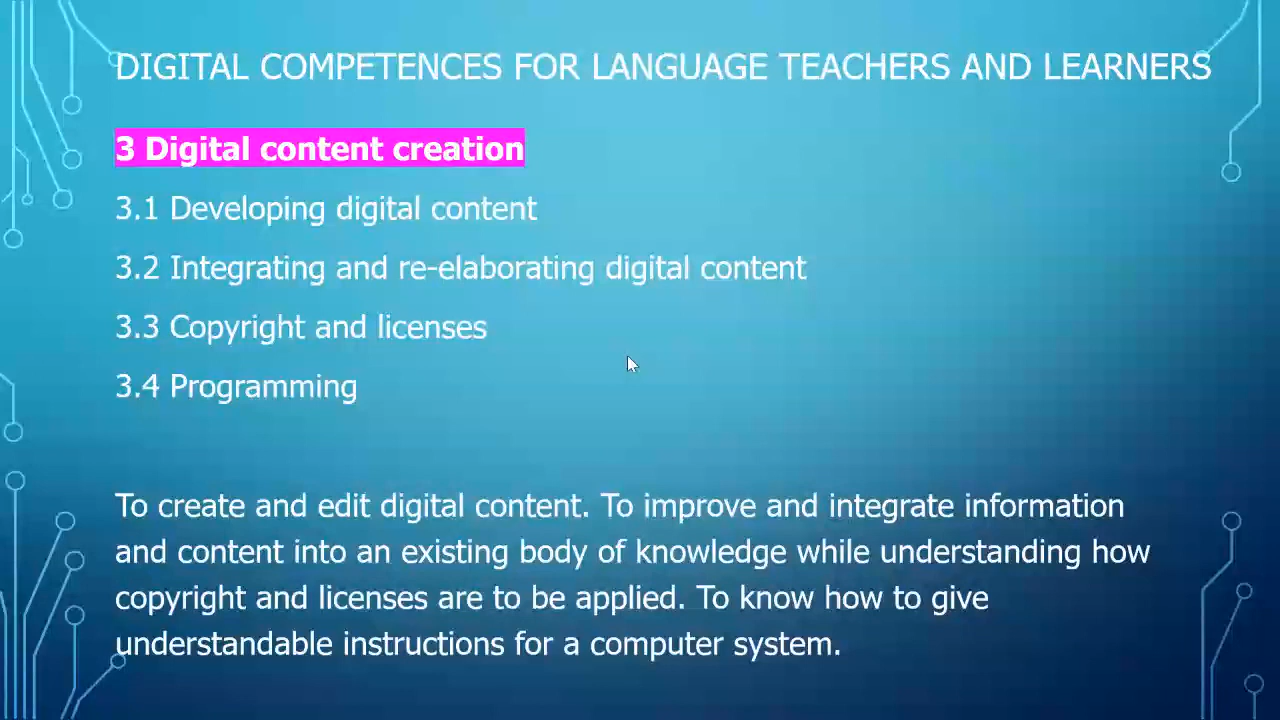 DIGITAL COMPETENCES FOR LANGUAGE TEACHERS AND LEARNERS
3 Digital content creation
3.1 Developing digital content
3.2 Integrating and re-elaborating digital content
3.3 Copyright and licenses
3.4 Programming
To create and edit digital content. To improve and integrate information
and content into an existing body of knowledge while understanding how
copyright and licenses are to be applied. To know how to give
understandable instructions for a computer system.